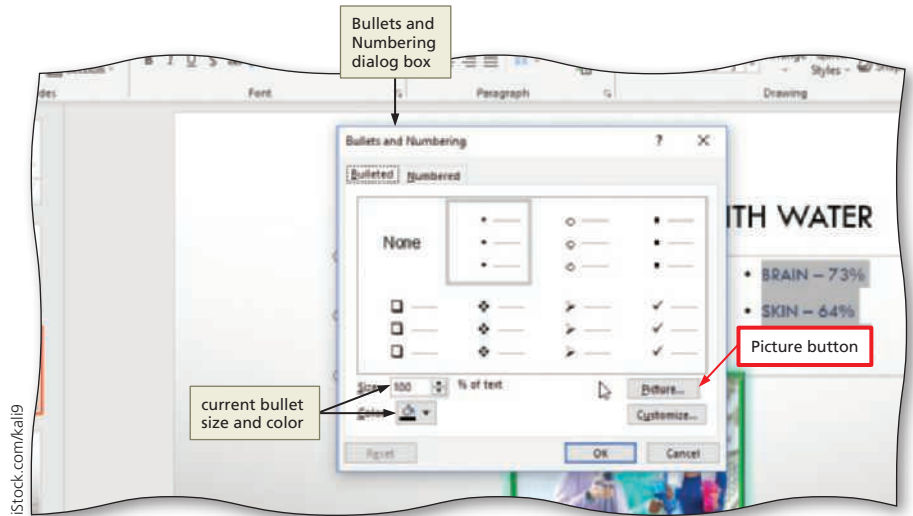 Bullets and
Numbering
dialog box
B I U S
Styles
Font
Paragraph
Drawing
Bullets and Numbering ? ✕
Bulleted Numbered
None
ITH WATER
• BRAIN – 73%
• SKIN – 64%
Picture button
Size: 100 % of text
Picture...
current bullet
size and color
Color
Customize...
Reset
OK
Cancel
iStock.com/kali9